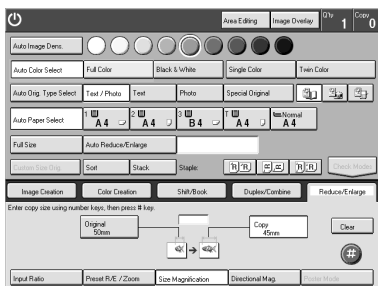 Area Editing Image Overlay Q'ty 1 Copy 0
Auto Image Dens.
Auto Color Select Full Color Black & White Single Color Twin Color
Auto Orig. Type Select Text / Photo Text Photo Special Original
Auto Paper Select 1 A4 2 A4 3 B4 T A4 Normal A4
Full Size Auto Reduce/Enlarge
Custom Size Orig. Sort Stack Staple: Check Modes
Image Creation Color Creation Shift/Book Duplex/Combine Reduce/Enlarge
Enter copy size using number keys, then press # key.
Original 50mm Copy 45mm Clear
#
Input Ratio Preset R/E / Zoom Size Magnification Directional Mag. Poster Mode